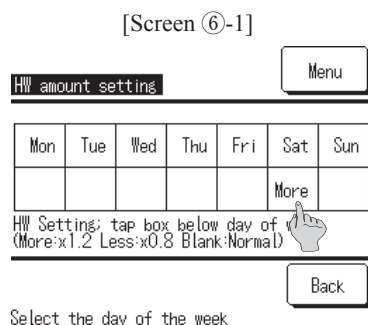 [Screen ⑥-1]
Menu
HW amount setting
Mon Tue Wed Thu Fri Sat Sun
More
HW Setting; tap box below day of
(More:x1.2 Less:x0.8 Blank:Normal)
Back
Select the day of the week